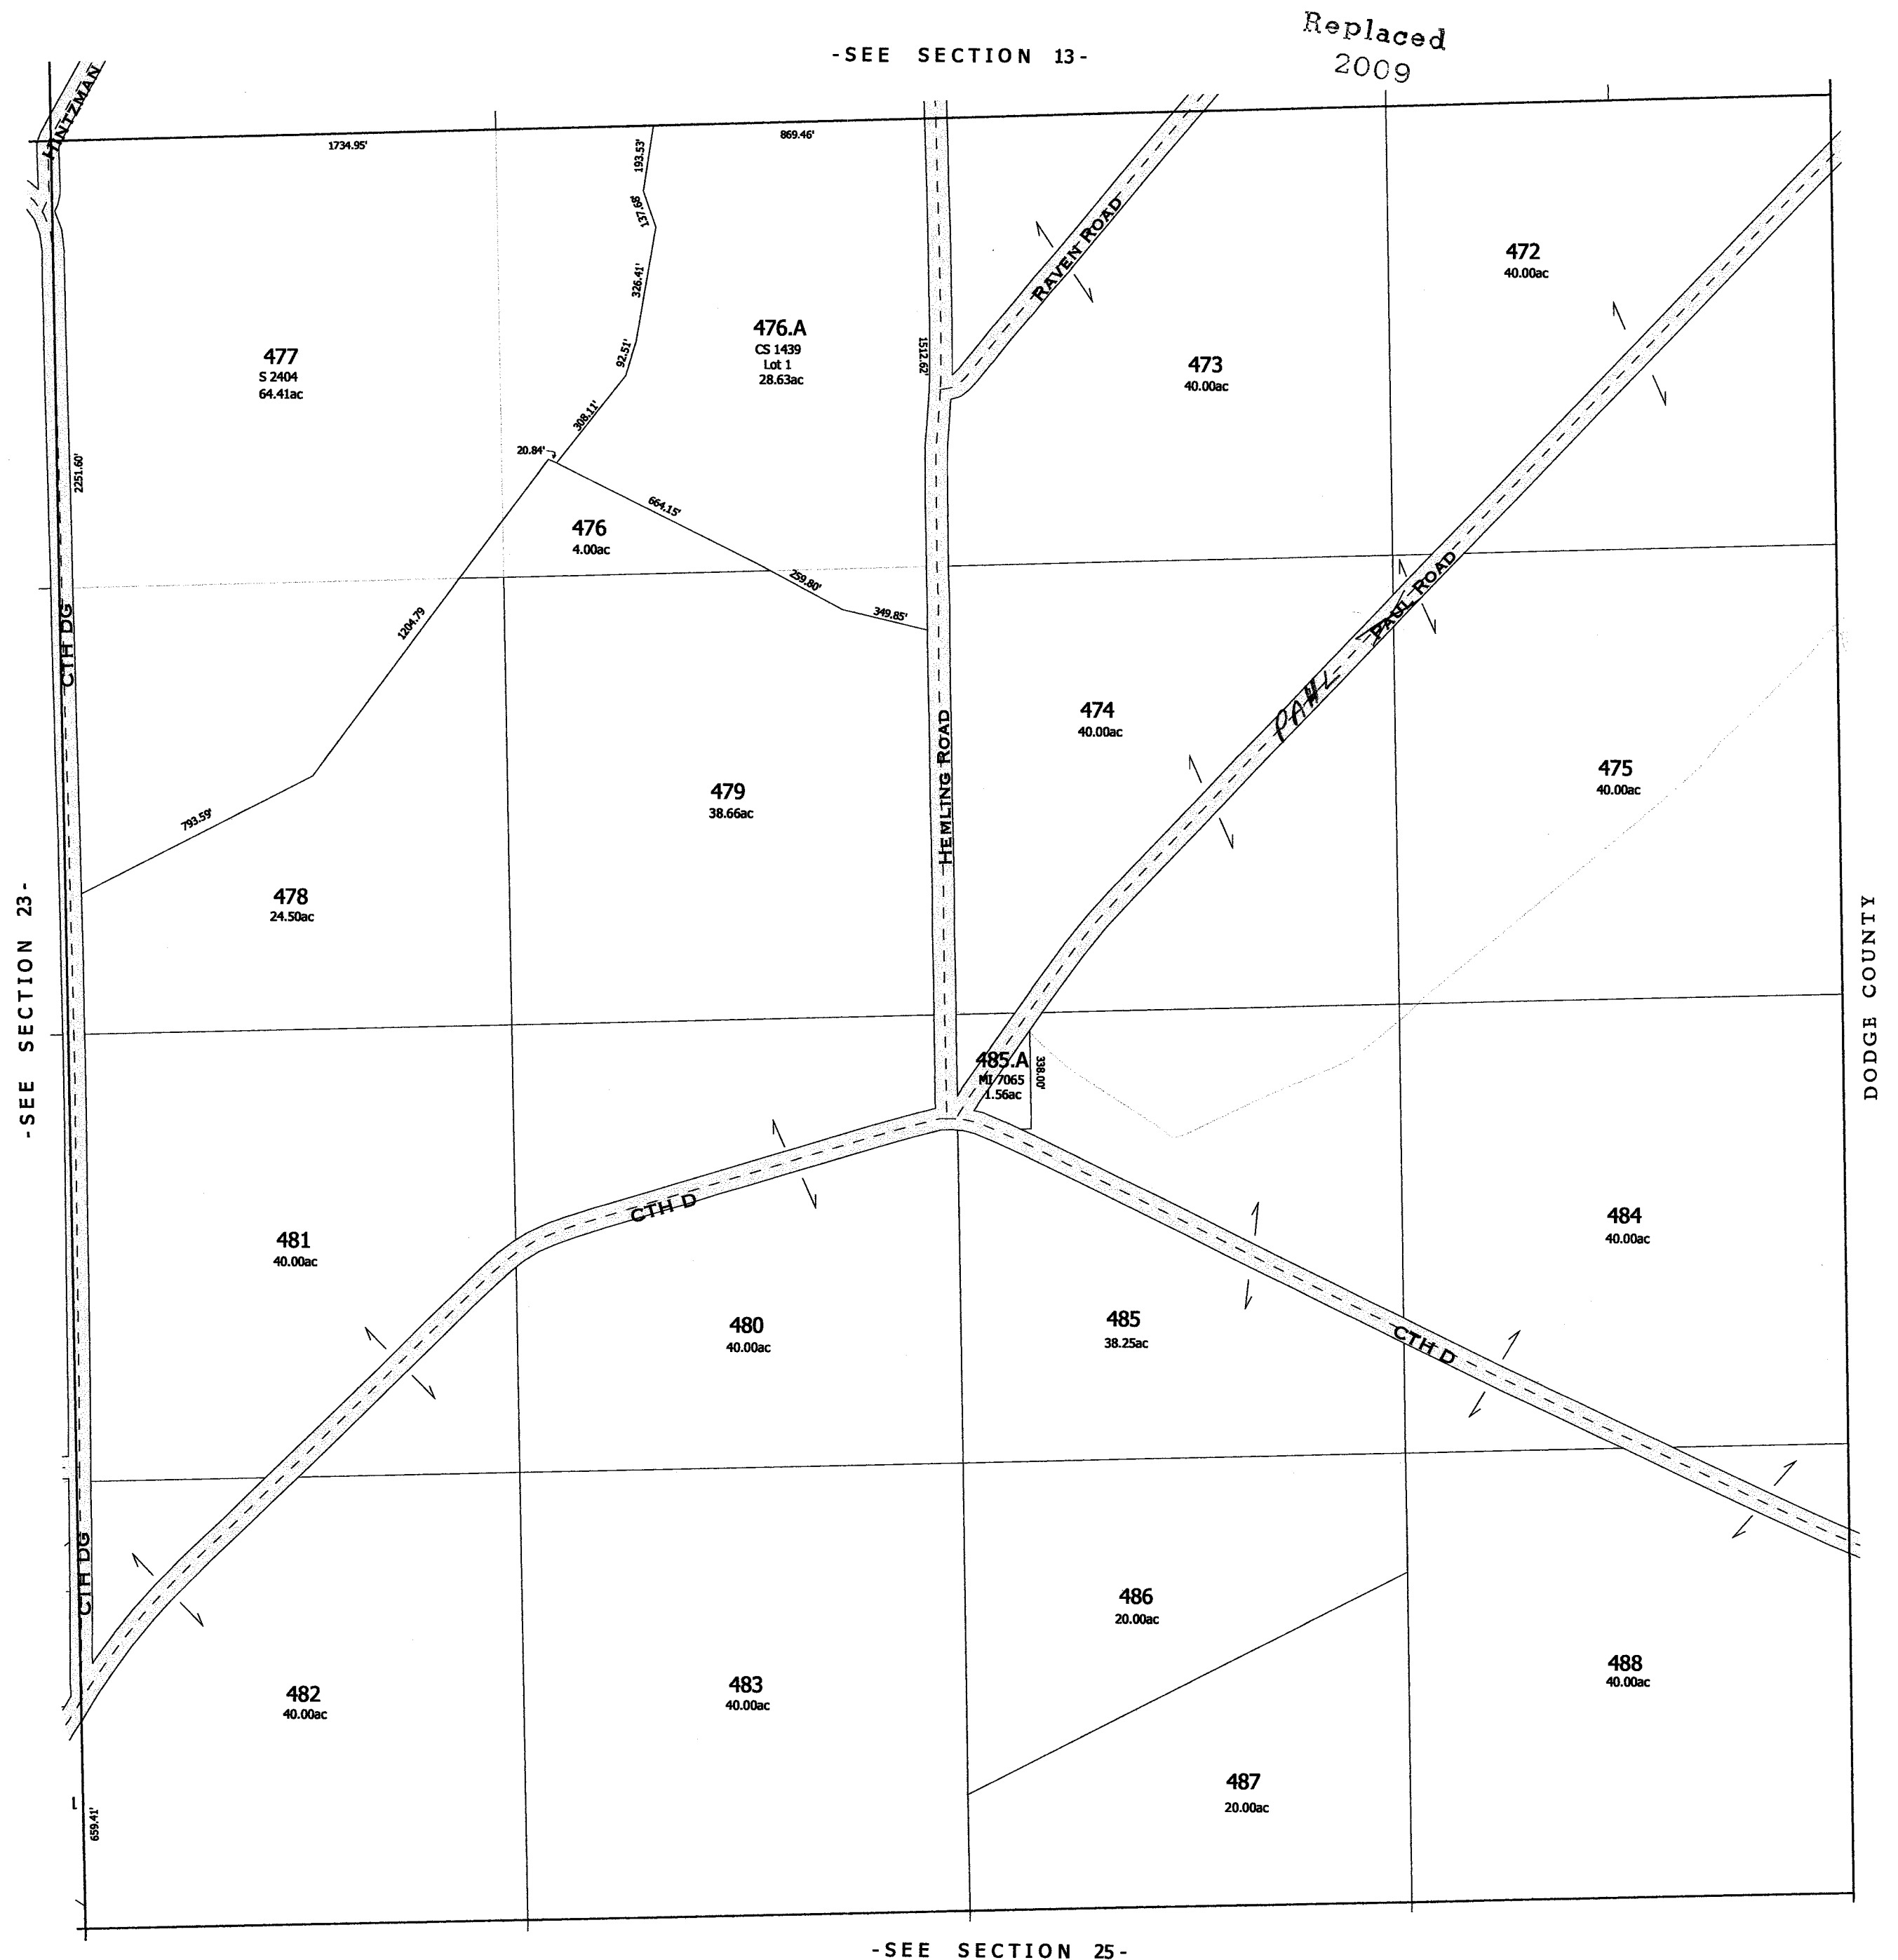 Replaced
2009
-SEE SECTION 13-
HINTZMAN
1734.95'
193.53'
869.46'
137.68'
RAVEN ROAD
472
40.00ac
326.41'
476.A
CS 1439
Lot 1
28.63ac
1512.62'
92.51'
477
S 2404
64.41ac
473
40.00ac
308.11'
20.84'
2251.60'
664.15'
476
4.00ac
259.80'
349.85'
PAUL ROAD
CTH DG
1204.79
474
40.00ac
HEMLING ROAD
475
40.00ac
479
38.66ac
793.59'
478
24.50ac
-SEE SECTION 23-
DODGE COUNTY
485.A
MI 7065
1.56ac
338.00'
CTH D
481
40.00ac
484
40.00ac
480
40.00ac
485
38.25ac
CTH D
CTH DG
486
20.00ac
488
40.00ac
482
40.00ac
483
40.00ac
487
20.00ac
659.41'
-SEE SECTION 25-